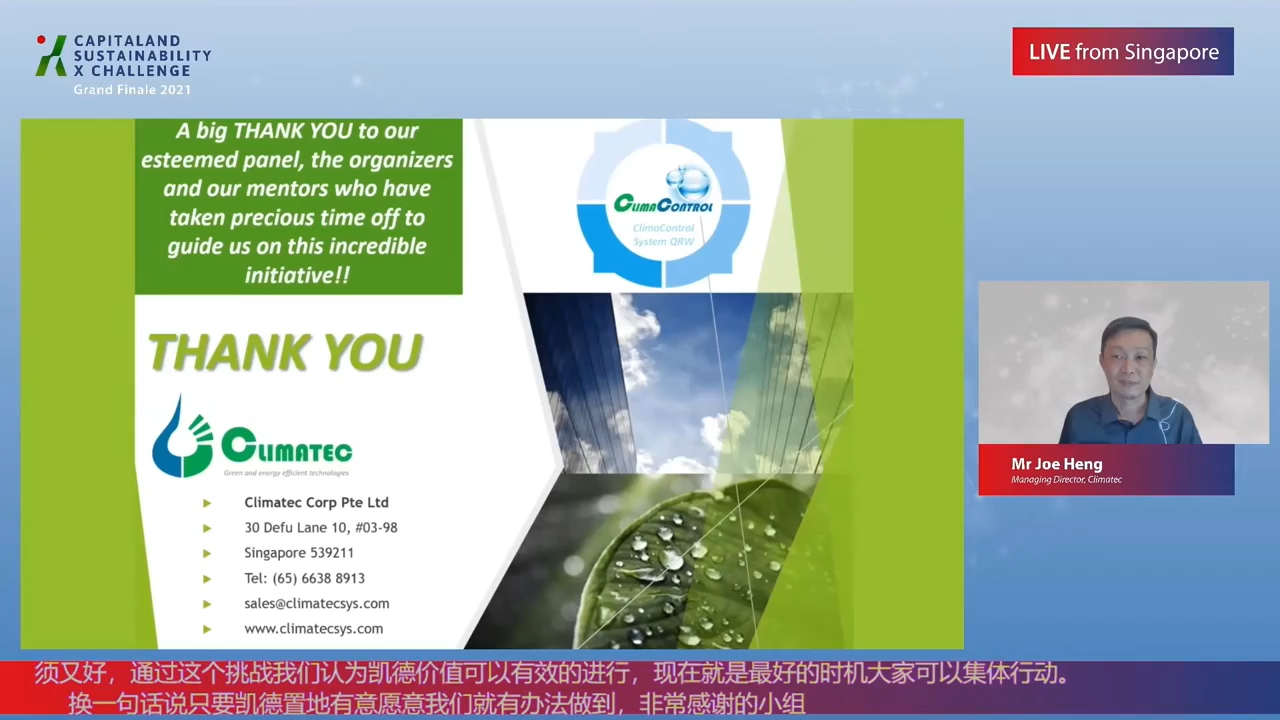 CAPITALAND
SUSTAINABILITY
X CHALLENGE
Grand Finale 2021
LIVE from Singapore
A big THANK YOU to our
esteemed panel, the organizers
and our mentors who have
taken precious time off to
guide us on this incredible
initiative!!
CLIMACONTROL
ClimaControl
System QRW
THANK YOU
CLIMATEC
Green and energy efficient technologies
Climatec Corp Pte Ltd
30 Defu Lane 10, #03-98
Singapore 539211
Tel: (65) 6638 8913
sales@climatecsys.com
www.climatecsys.com
Mr Joe Heng
Managing Director, Climatec
须又好，通过这个挑战我们认为凯德价值可以有效的进行，现在就是最好的时机大家可以集体行动。
换一句话说只要凯德置地有意愿意我们就有办法做到，非常感谢的小组